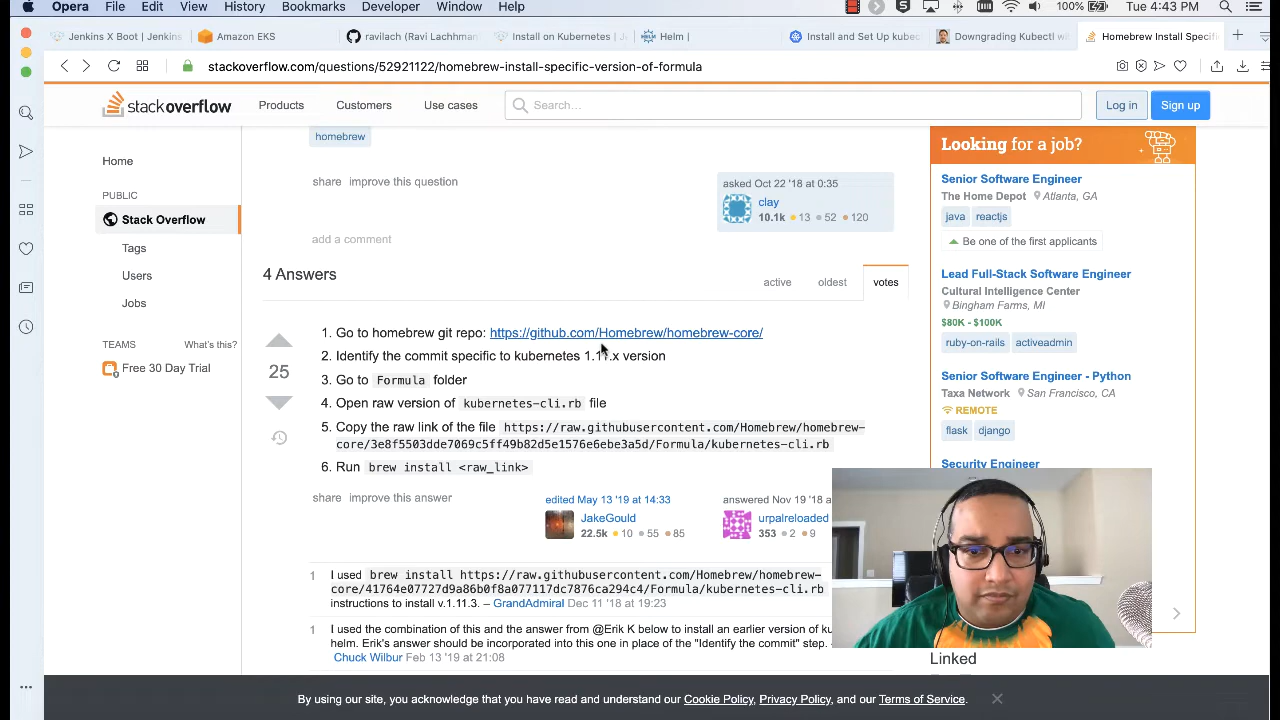 Opera File Edit View History Bookmarks Developer Window Help 100% Tue 4:43 PM
Jenkins X Boot | Jenkins Amazon EKS ravilach (Ravi Lachhman Install on Kubernetes | J Helm | Install and Set Up kubec Downgrading Kubectl wit Homebrew Install Specifi
stackoverflow.com/questions/52921122/homebrew-install-specific-version-of-formula
stackoverflow Products Customers Use cases Search... Log in Sign up
Home
PUBLIC
Stack Overflow
Tags
Users
Jobs
TEAMS What's this?
Free 30 Day Trial
homebrew
share improve this question
asked Oct 22 '18 at 0:35
clay
10.1k 13 52 120
add a comment
4 Answers
active oldest votes
25
1. Go to homebrew git repo: https://github.com/Homebrew/homebrew-core/
2. Identify the commit specific to kubernetes 1.11.x version
3. Go to Formula folder
4. Open raw version of kubernetes-cli.rb file
5. Copy the raw link of the file https://raw.githubusercontent.com/Homebrew/homebrew-
core/3e8f5503dde7069c5ff49b82d5e1576e6ebe3a5d/Formula/kubernetes-cli.rb
6. Run brew install <raw_link>
share improve this answer
edited May 13 '19 at 14:33
JakeGould
22.5k 10 55 85
answered Nov 19 '18 a
urpalreloaded
353 2 9
1 I used brew install https://raw.githubusercontent.com/Homebrew/homebrew-
core/41764e07727d9a86b0f8a077117dc7876ca294c4/Formula/kubernetes-cli.rb
instructions to install v.1.11.3. – GrandAdmiral Dec 11 '18 at 19:23
1 I used the combination of this and the answer from @Erik K below to install an earlier version of ku
helm. Erik's answer should be incorporated into this one in place of the "Identify the commit" step. –
Chuck Wilbur Feb 13 '19 at 21:08
Looking for a job?
Senior Software Engineer
The Home Depot Atlanta, GA
java reactjs
Be one of the first applicants
Lead Full-Stack Software Engineer
Cultural Intelligence Center
Bingham Farms, MI
$80K - $100K
ruby-on-rails activeadmin
Senior Software Engineer - Python
Taxa Network San Francisco, CA
REMOTE
flask django
Security Engineer
Linked
By using our site, you acknowledge that you have read and understand our Cookie Policy, Privacy Policy, and our Terms of Service.